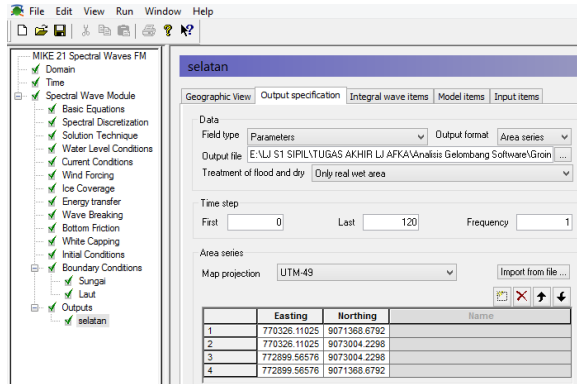 File Edit View Run Window Help
MIKE 21 Spectral Waves FM
Domain
Time
Spectral Wave Module
Basic Equations
Spectral Discretization
Solution Technique
Water Level Conditions
Current Conditions
Wind Forcing
Ice Coverage
Energy transfer
Wave Breaking
Bottom Friction
White Capping
Initial Conditions
Boundary Conditions
Sungai
Laut
Outputs
selatan
selatan
Geographic View Output specification Integral wave items Model items Input items
Data
Field type Parameters Output format Area series
Output file E:\LJ S1 SIPIL\TUGAS AKHIR LJ AFKA\Analisis Gelombang Software\Groin ...
Treatment of flood and dry Only real wet area
Time step
First 0 Last 120 Frequency 1
Area series
Map projection UTM-49 Import from file ...
Easting Northing Name
1 770326.11025 9071368.6792
2 770326.11025 9073004.2298
3 772899.56576 9073004.2298
4 772899.56576 9071368.6792